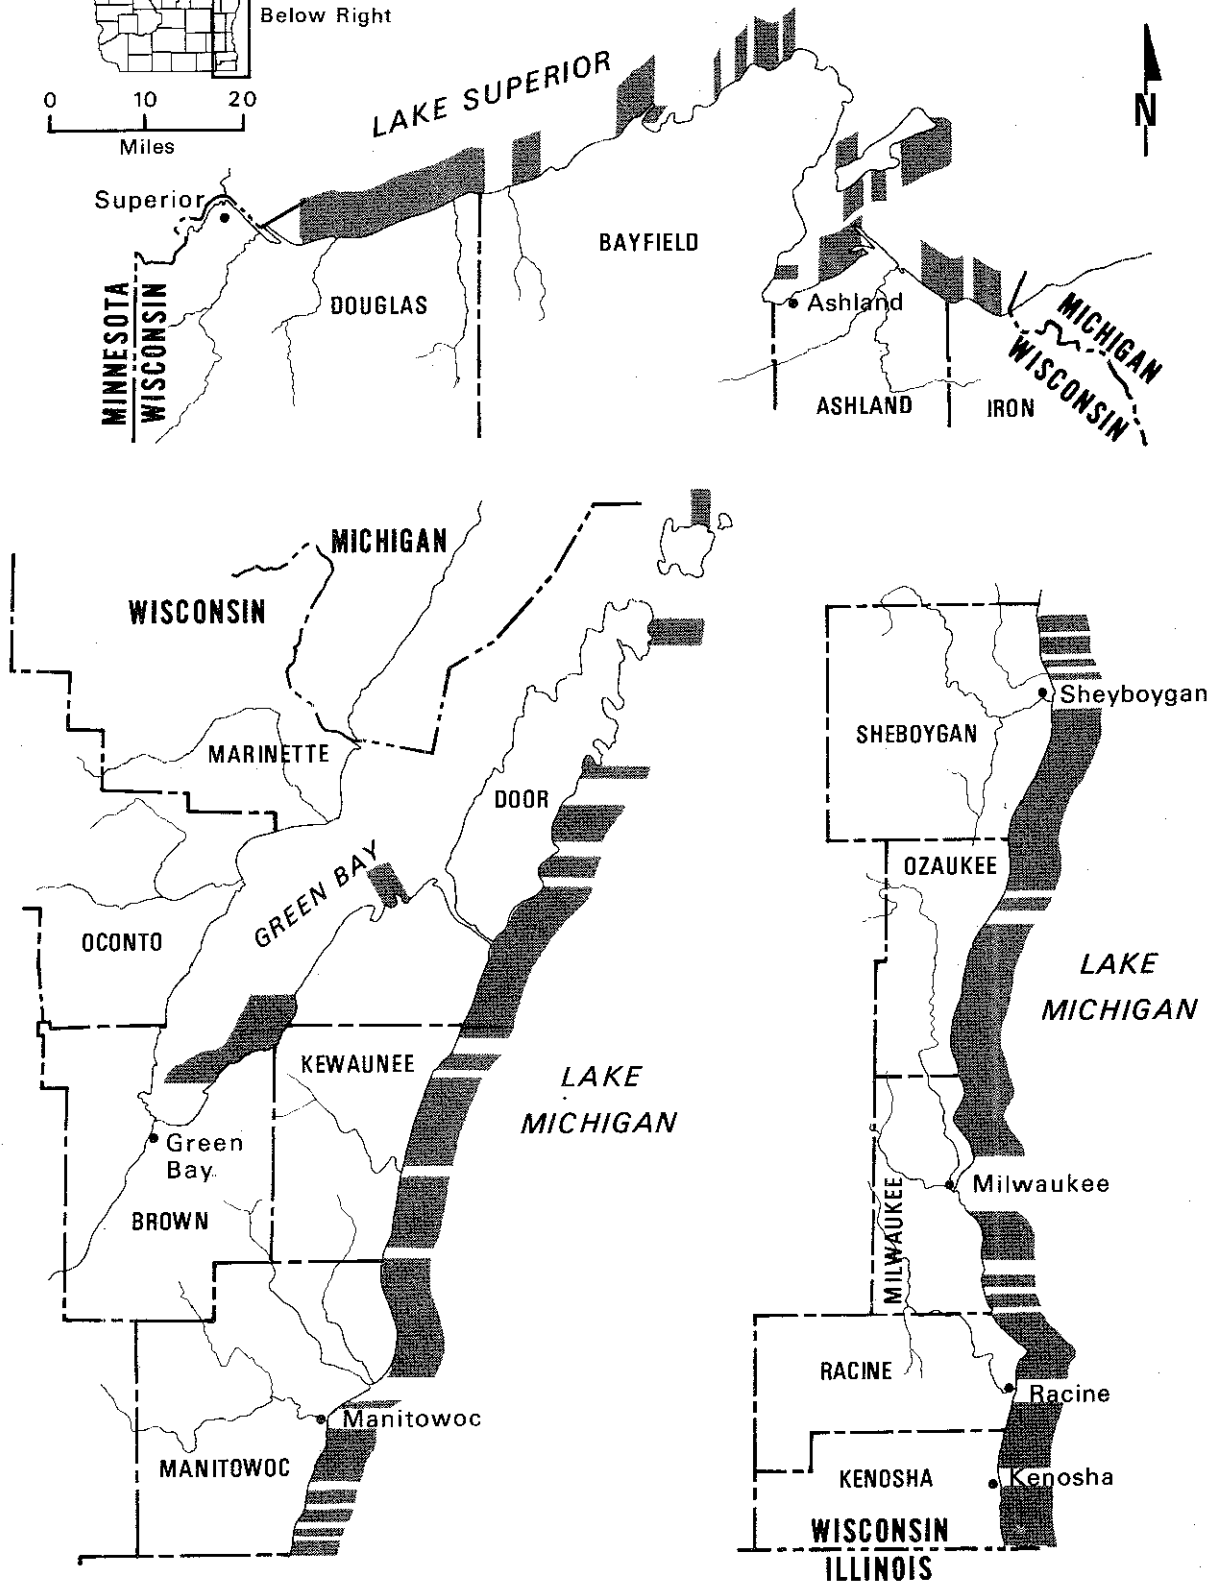 Below Right
0 10 20
Miles
N
LAKE SUPERIOR
Superior
BAYFIELD
DOUGLAS
Ashland
MINNESOTA
WISCONSIN
MICHIGAN
WISCONSIN
ASHLAND
IRON
MICHIGAN
WISCONSIN
MARINETTE
DOOR
GREEN BAY
OCONTO
KEWAUNEE
LAKE
MICHIGAN
Green
Bay
BROWN
Manitowoc
MANITOWOC
Sheyboygan
SHEBOYGAN
OZAUKEE
LAKE
MICHIGAN
Milwaukee
MILWAUKEE
RACINE
Racine
KENOSHA
Kenosha
WISCONSIN
ILLINOIS